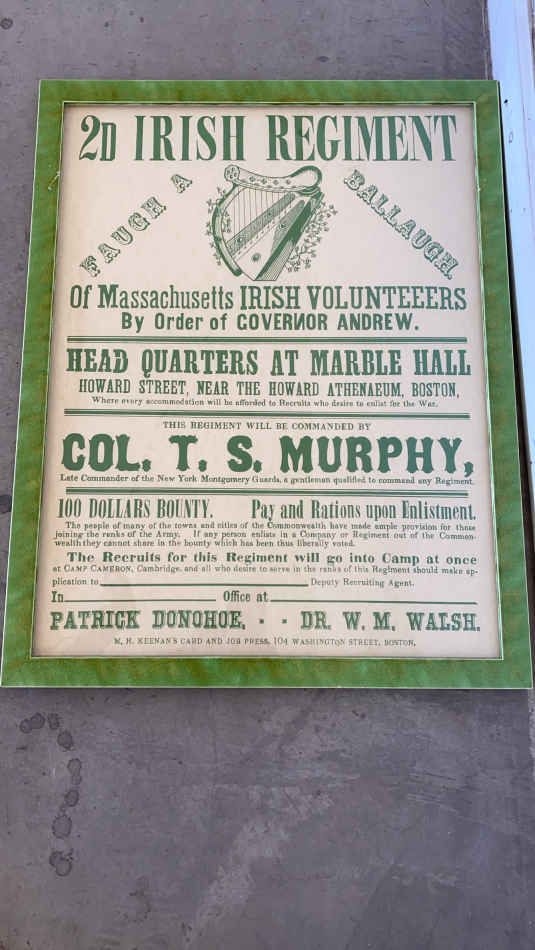 2D IRISH REGIMENT
FAUGH A BALLAUGH.
Of Massachusetts IRISH VOLUNTEEERS
By Order of GOVERNOR ANDREW.
HEAD QUARTERS AT MARBLE HALL
HOWARD STREET, NEAR THE HOWARD ATHENAEUM, BOSTON,
Where every accommodation will be afforded to Recruits who desire to enlist for the War.
THIS REGIMENT WILL BE COMMANDED BY
COL. T. S. MURPHY,
Late Commander of the New York Montgomery Guards, a gentleman qualified to command any Regiment.
100 DOLLARS BOUNTY. Pay and Rations upon Enlistment.
The people of many of the towns and cities of the Commonwealth have made ample provision for those
joining the ranks of the Army. If any person enlists in a Company or Regiment out of the Common-
wealth they cannot share in the bounty which has been thus liberally voted.
The Recruits for this Regiment will go into Camp at once
at CAMP CAMERON, Cambridge, and all who desire to serve in the ranks of this Regiment should make ap-
plication to Deputy Recruiting Agent.
In Office at
PATRICK DONOHOE, - - DR. W. M. WALSH.
M. H. KEENAN'S CARD AND JOB PRESS, 104 WASHINGTON STREET, BOSTON,